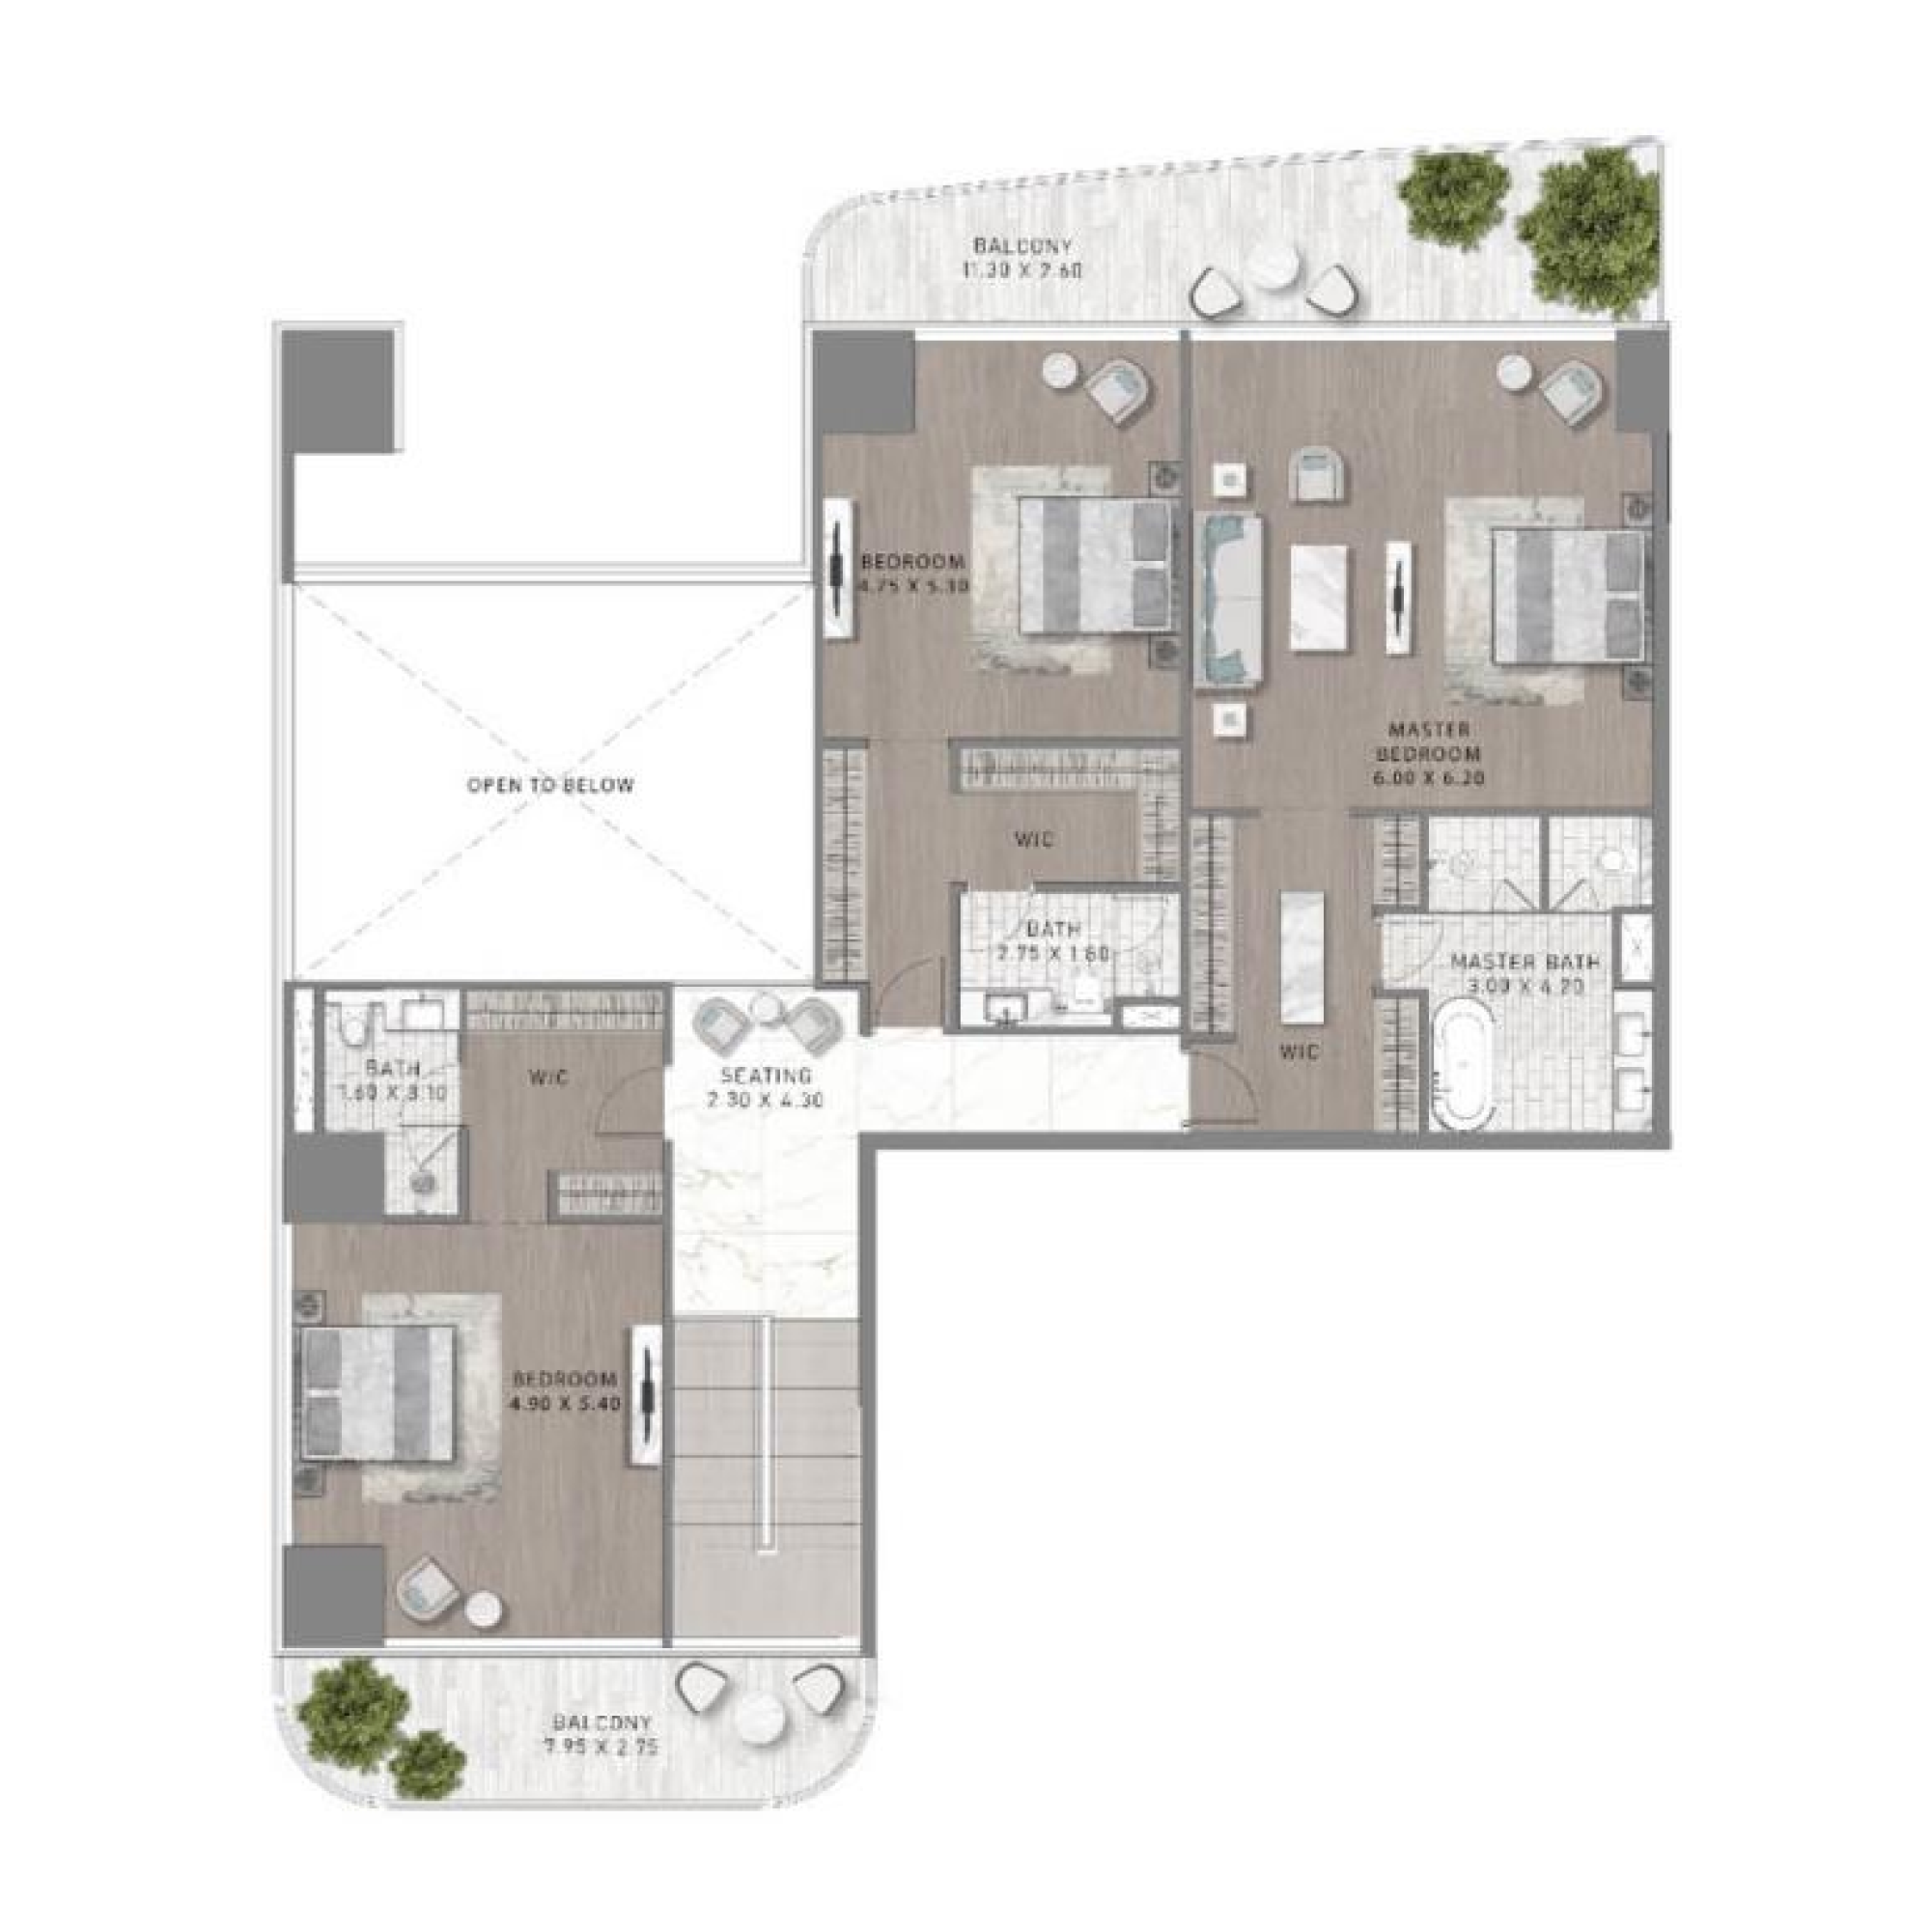 BALCONY
11.30 X 2.60
BEDROOM
4.75 X 5.30
MASTER
BEDROOM
6.00 X 6.20
OPEN TO BELOW
WIC
BATH
2.75 X 1.80
MASTER BATH
3.00 X 4.20
WIC
BATH
1.60 X 3.10
WIC
SEATING
2.30 X 4.30
BEDROOM
4.90 X 5.40
BALCONY
7.95 X 2.75